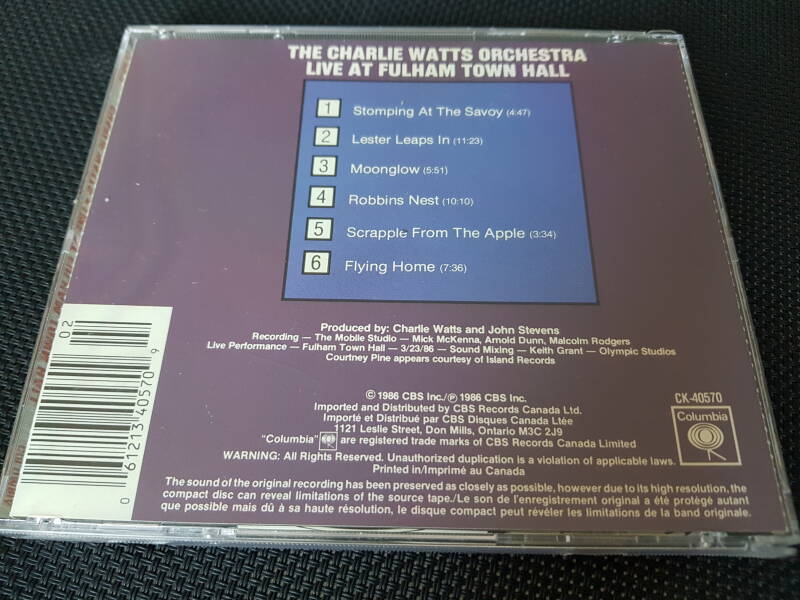 THE CHARLIE WATTS ORCHESTRA
LIVE AT FULHAM TOWN HALL
1 Stomping At The Savoy (4:47)
2 Lester Leaps In (11:23)
3 Moonglow (5:51)
4 Robbins Nest (10:10)
5 Scrapple From The Apple (3:34)
6 Flying Home (7:36)
Produced by: Charlie Watts and John Stevens
Recording — The Mobile Studio — Mick McKenna, Arnold Dunn, Malcolm Rodgers
Live Performance — Fulham Town Hall — 3/23/86 — Sound Mixing — Keith Grant — Olympic Studios
Courtney Pine appears courtesy of Island Records
© 1986 CBS Inc./℗ 1986 CBS Inc.
Imported and Distributed by CBS Records Canada Ltd.
Importé et Distribué par CBS Disques Canada Ltée
1121 Leslie Street, Don Mills, Ontario M3C 2J9
"Columbia" are registered trade marks of CBS Records Canada Limited
WARNING: All Rights Reserved. Unauthorized duplication is a violation of applicable laws.
Printed in/Imprimé au Canada
CK-40570
Columbia
The sound of the original recording has been preserved as closely as possible, however due to its high resolution, the
compact disc can reveal limitations of the source tape./Le son de l'enregistrement original a été protégé autant
que possible mais dû à sa haute résolution, le disque compact peut révéler les limitations de la bande originale.
02
0 61213 40570 9